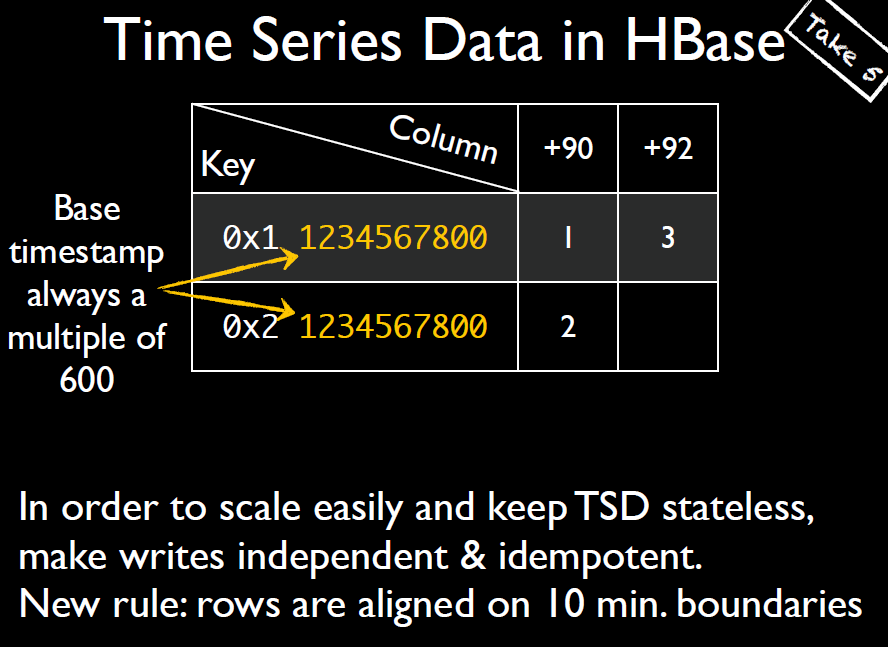 Time Series Data in HBase
Take 5
Column
Key
+90
+92
Base
timestamp
always a
multiple of
600
0x1 1234567800
1
3
0x2 1234567800
2
In order to scale easily and keep TSD stateless,
make writes independent & idempotent.
New rule: rows are aligned on 10 min. boundaries